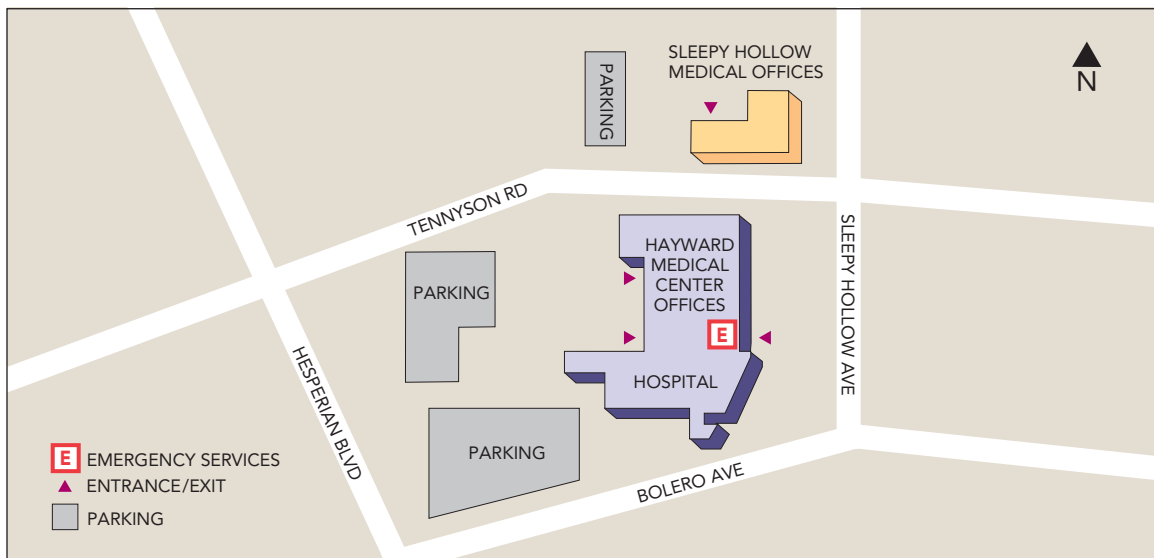 SLEEPY HOLLOW
MEDICAL OFFICES
PARKING
N
TENNYSON RD
HAYWARD
MEDICAL
CENTER
OFFICES
SLEEPY HOLLOW AVE
PARKING
E
HESPERIAN BLVD
HOSPITAL
PARKING
BOLERO AVE
E EMERGENCY SERVICES
ENTRANCE/EXIT
PARKING